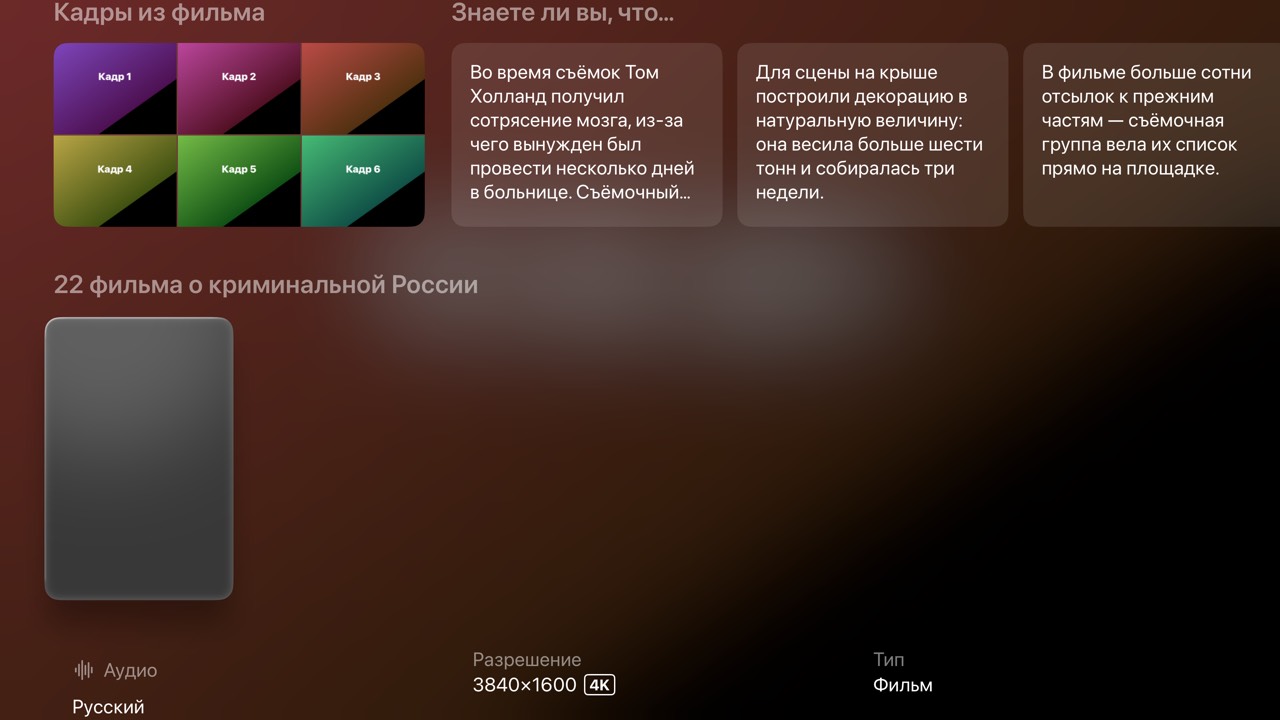 Кадры из фильма
Знаете ли вы, что...
Кадр 1
Кадр 2
Кадр 3
Кадр 4
Кадр 5
Кадр 6
Во время съёмок Том
Холланд получил
сотрясение мозга, из-за
чего вынужден был
провести несколько дней
в больнице. Съёмочный...
Для сцены на крыше
построили декорацию в
натуральную величину:
она весила больше шести
тонн и собиралась три
недели.
В фильме больше сотни
отсылок к прежним
частям — съёмочная
группа вела их список
прямо на площадке.
22 фильма о криминальной России
Аудио
Русский
Разрешение
3840×1600 4K
Тип
Фильм